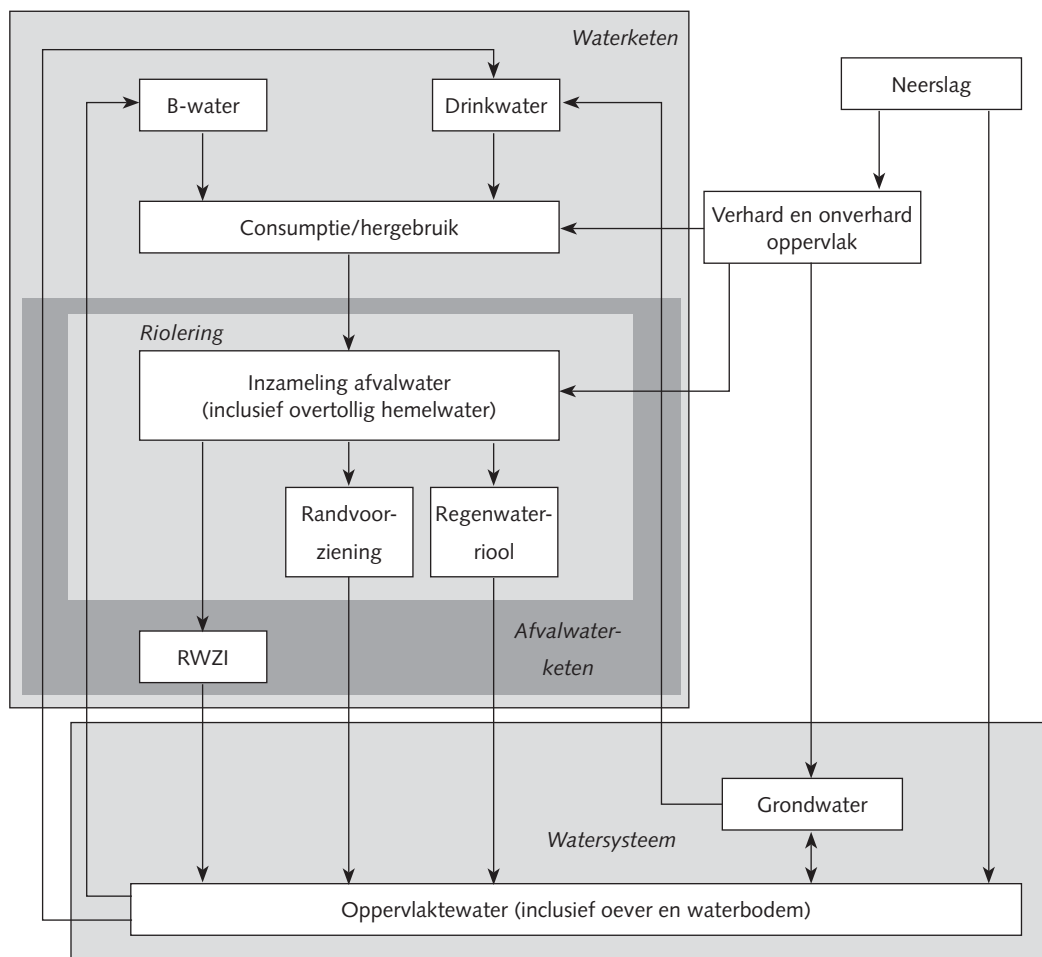 Waterketen
Neerslag
B-water
Drinkwater
Verhard en onverhard
oppervlak
Consumptie/hergebruik
Riolering
Inzameling afvalwater
(inclusief overtollig hemelwater)
Randvoor-
ziening
Regenwater-
riool
Afvalwater-
keten
RWZI
Grondwater
Watersysteem
Oppervlaktewater (inclusief oever en waterbodem)